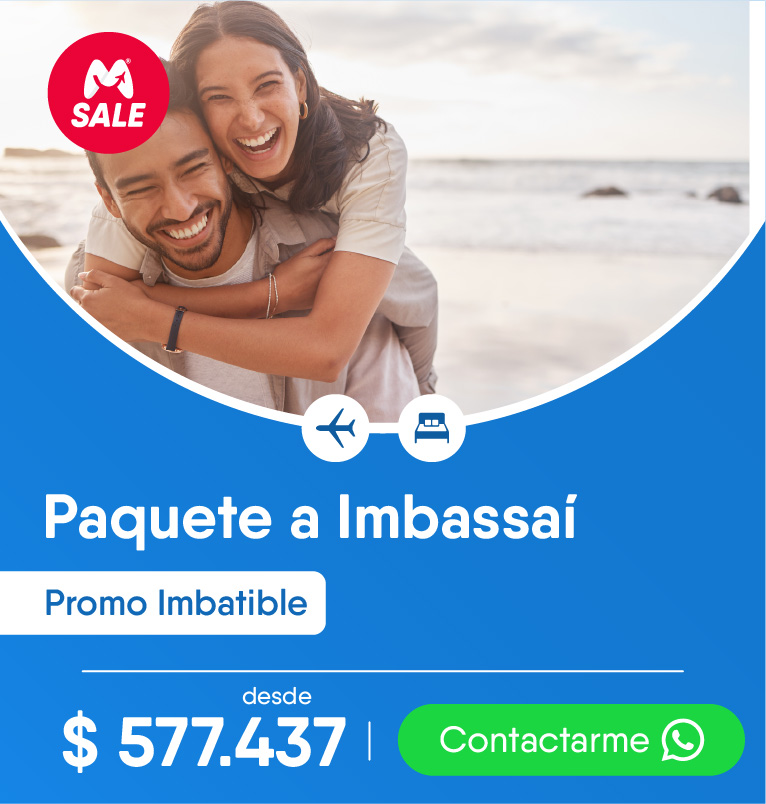 M
SALE
Paquete a Imbassaí
Promo Imbatible
desde
$ 577.437
Contactarme